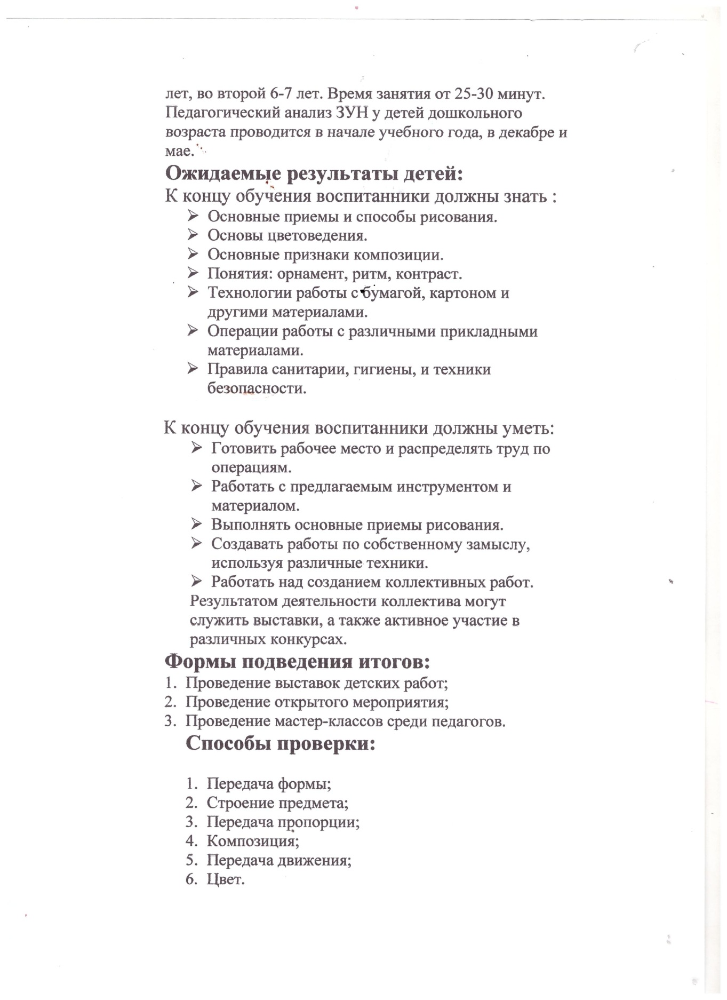 лет, во второй 6-7 лет. Время занятия от 25-30 минут.
Педагогический анализ ЗУН у детей дошкольного
возраста проводится в начале учебного года, в декабре и
мае.
Ожидаемые результаты детей:
К концу обучения воспитанники должны знать :
➢ Основные приемы и способы рисования.
➢ Основы цветоведения.
➢ Основные признаки композиции.
➢ Понятия: орнамент, ритм, контраст.
➢ Технологии работы с бумагой, картоном и
другими материалами.
➢ Операции работы с различными прикладными
материалами.
➢ Правила санитарии, гигиены, и техники
безопасности.
К концу обучения воспитанники должны уметь:
➢ Готовить рабочее место и распределять труд по
операциям.
➢ Работать с предлагаемым инструментом и
материалом.
➢ Выполнять основные приемы рисования.
➢ Создавать работы по собственному замыслу,
используя различные техники.
➢ Работать над созданием коллективных работ.
Результатом деятельности коллектива могут
служить выставки, а также активное участие в
различных конкурсах.
Формы подведения итогов:
1. Проведение выставок детских работ;
2. Проведение открытого мероприятия;
3. Проведение мастер-классов среди педагогов.
Способы проверки:
1. Передача формы;
2. Строение предмета;
3. Передача пропорции;
4. Композиция;
5. Передача движения;
6. Цвет.